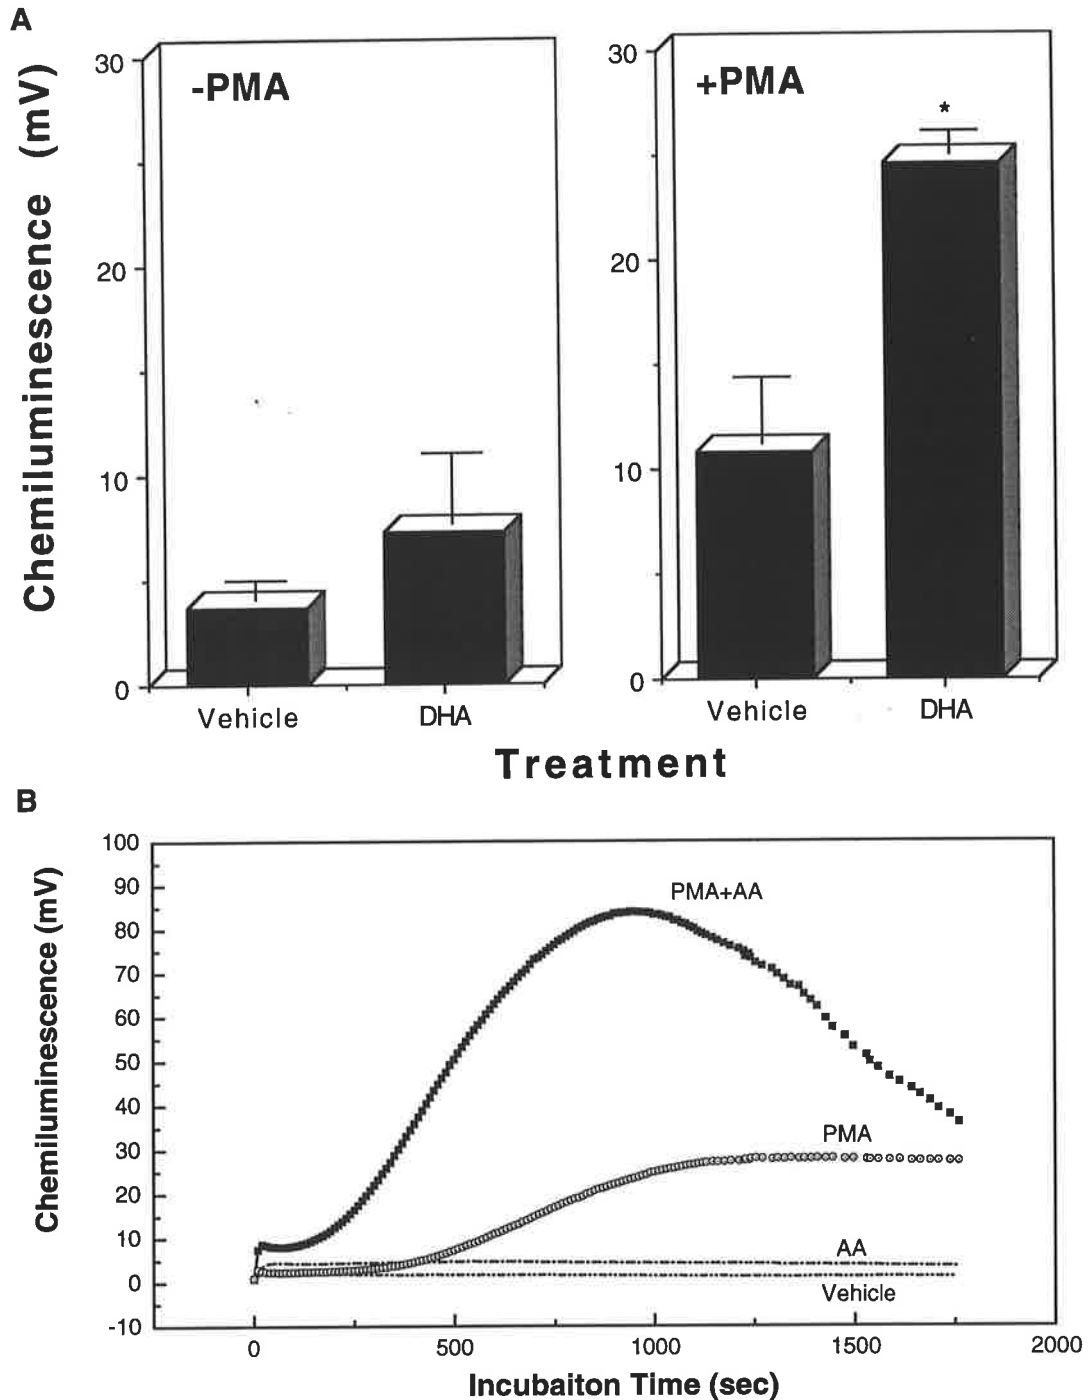 A
Chemiluminescence (mV)
-PMA
30
20
10
0
Vehicle
DHA
+PMA
30
20
10
0
*
Vehicle
DHA
Treatment
B
Chemiluminescence (mV)
100
90
80
70
60
50
40
30
20
10
0
-10
PMA+AA
PMA
AA
Vehicle
0
500
1000
1500
2000
Incubaiton Time (sec)